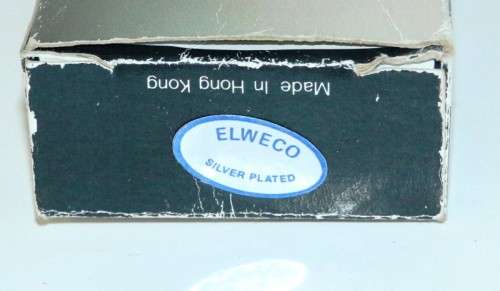 Made In Hong Kong
ELWECO
SILVER PLATED